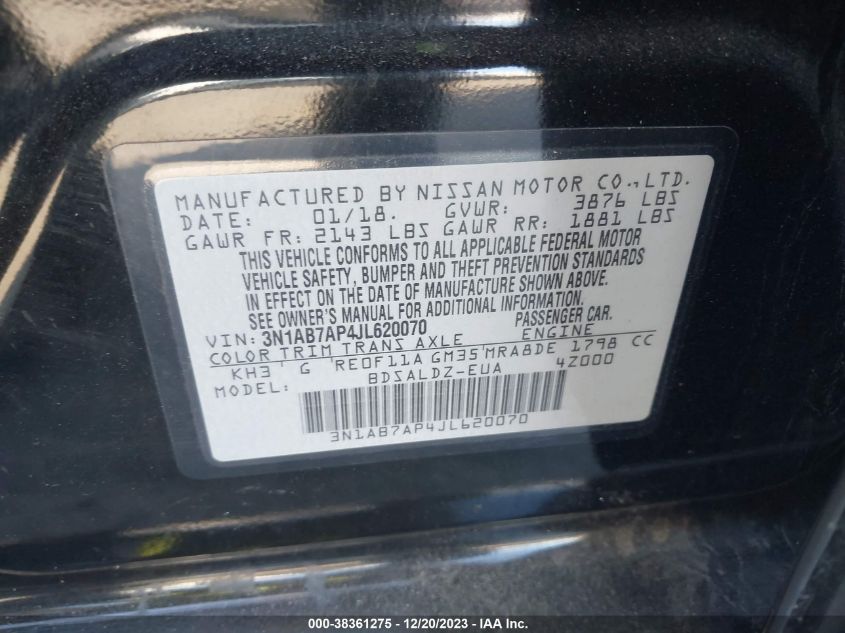 MANUFACTURED BY NISSAN MOTOR CO.,LTD.
DATE: 01/18. GVWR: 3876 LBS
GAWR FR: 2143 LBS GAWR RR: 1881 LBS
THIS VEHICLE CONFORMS TO ALL APPLICABLE FEDERAL MOTOR
VEHICLE SAFETY, BUMPER AND THEFT PREVENTION STANDARDS
IN EFFECT ON THE DATE OF MANUFACTURE SHOWN ABOVE.
SEE OWNER'S MANUAL FOR ADDITIONAL INFORMATION.
VIN: 3N1AB7AP4JL620070 PASSENGER CAR.
COLOR TRIM TRANS AXLE ENGINE
KH3 G RE0F11A GM35 MRA8DE 1798 CC
MODEL: BDSALDZ-EUA 4Z000
3N1AB7AP4JL620070
000-38361275 - 12/20/2023 - IAA Inc.